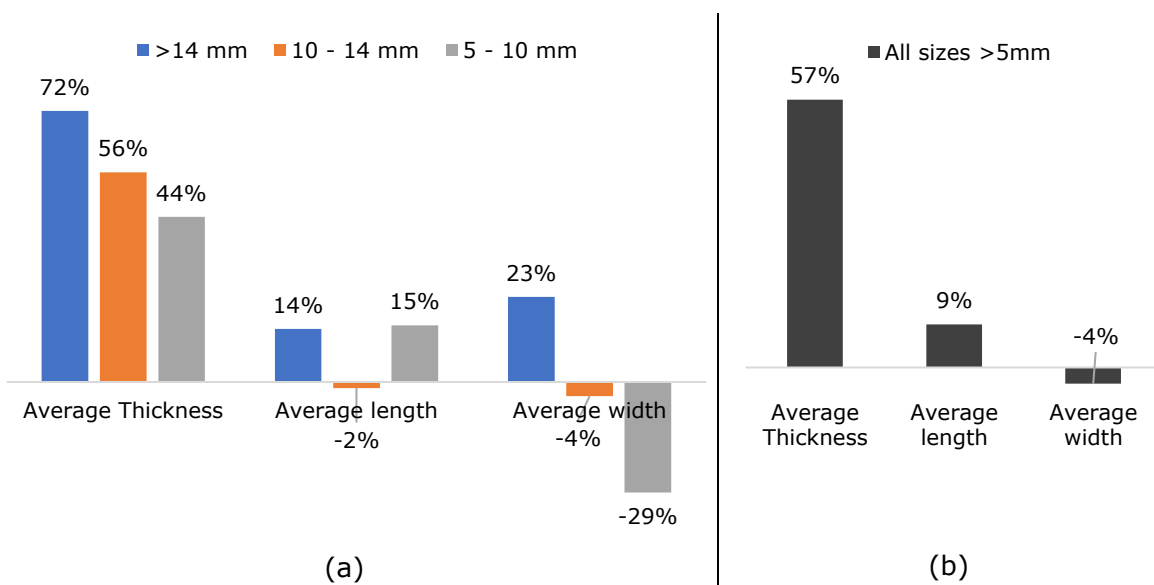 >14 mm 10 - 14 mm 5 - 10 mm
72%
56%
44%
14%
-2%
15%
23%
-4%
-29%
Average Thickness Average length Average width
(a)
All sizes >5mm
57%
9%
-4%
Average
Thickness
Average
length
Average
width
(b)